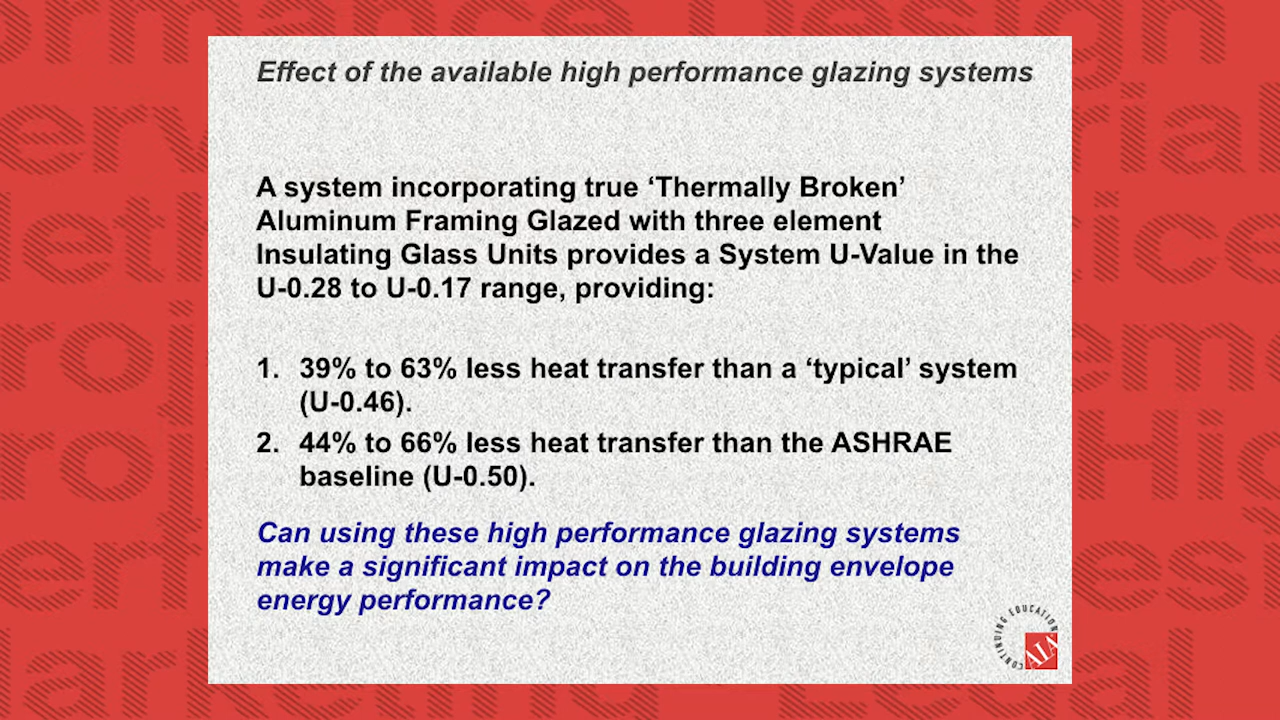 Effect of the available high performance glazing systems
A system incorporating true ‘Thermally Broken’
Aluminum Framing Glazed with three element
Insulating Glass Units provides a System U-Value in the
U-0.28 to U-0.17 range, providing:
1. 39% to 63% less heat transfer than a ‘typical’ system
(U-0.46).
2. 44% to 66% less heat transfer than the ASHRAE
baseline (U-0.50).
Can using these high performance glazing systems
make a significant impact on the building envelope
energy performance?
CONTINUING EDUCATION
AIA